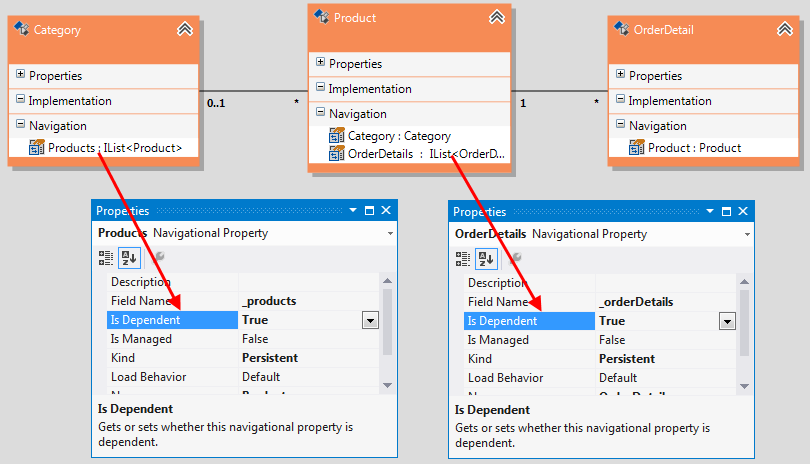 Category
Properties
Implementation
Navigation
Products : IList<Product>
0..1
*
Product
Properties
Implementation
Navigation
Category : Category
OrderDetails : IList<OrderD...
1
*
OrderDetail
Properties
Implementation
Navigation
Product : Product
Properties
Products Navigational Property
Description
Field Name _products
Is Dependent True
Is Managed False
Kind Persistent
Load Behavior Default
Is Dependent
Gets or sets whether this navigational property is
dependent.
Properties
OrderDetails Navigational Property
Description
Field Name _orderDetails
Is Dependent True
Is Managed False
Kind Persistent
Load Behavior Default
Is Dependent
Gets or sets whether this navigational property is
dependent.